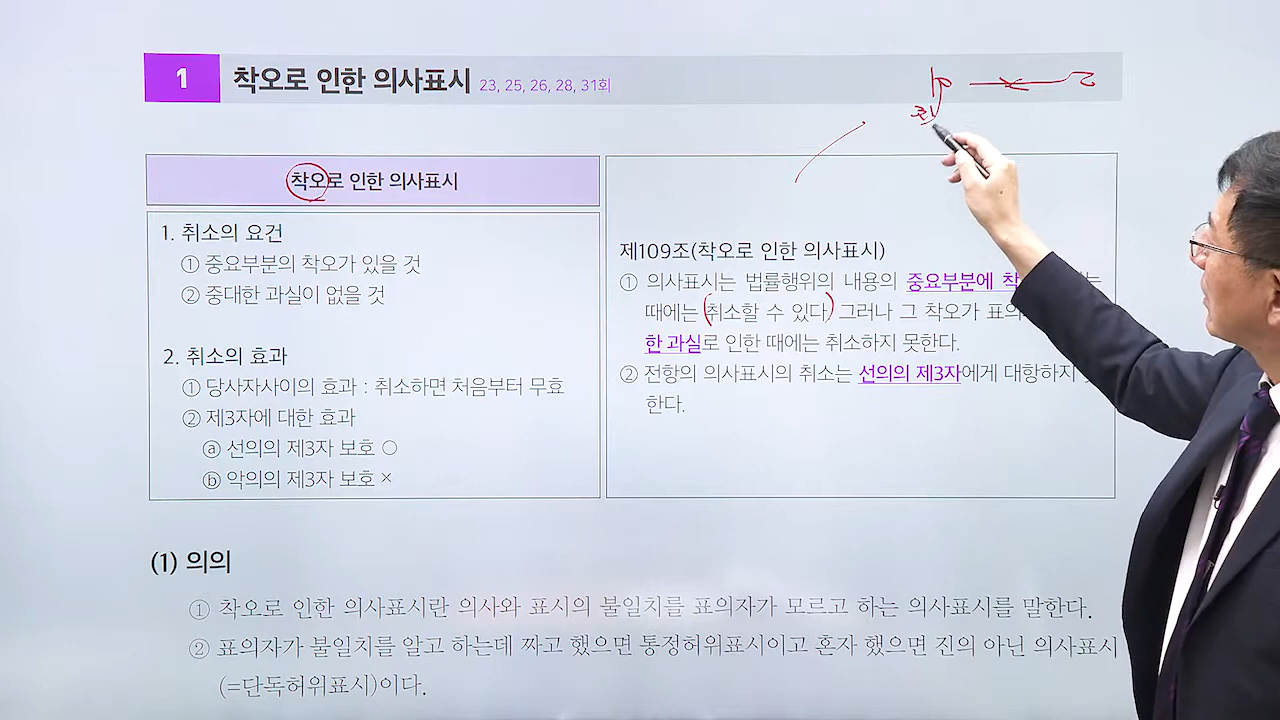 1 착오로 인한 의사표시 23, 25, 26, 28, 31회
착오로 인한 의사표시
1. 취소의 요건
① 중요부분의 착오가 있을 것
② 중대한 과실이 없을 것
2. 취소의 효과
① 당사자사이의 효과 : 취소하면 처음부터 무효
② 제3자에 대한 효과
ⓐ 선의의 제3자 보호 ○
ⓑ 악의의 제3자 보호 ×
제109조(착오로 인한 의사표시)
① 의사표시는 법률행위의 내용의 중요부분에
때에는 취소할 수 있다) 그러나 그 착오가
한 과실로 인한 때에는 취소하지 못한다.
② 전항의 의사표시의 취소는 선의의 제3자에게 대항하지
한다.
(1) 의의
① 착오로 인한 의사표시란 의사와 표시의 불일치를 표의자가 모르고 하는 의사표시를 말한다.
② 표의자가 불일치를 알고 하는데 짜고 했으면 통정허위표시이고 혼자 했으면 진의 아닌 의사표시
(=단독허위표시)이다.